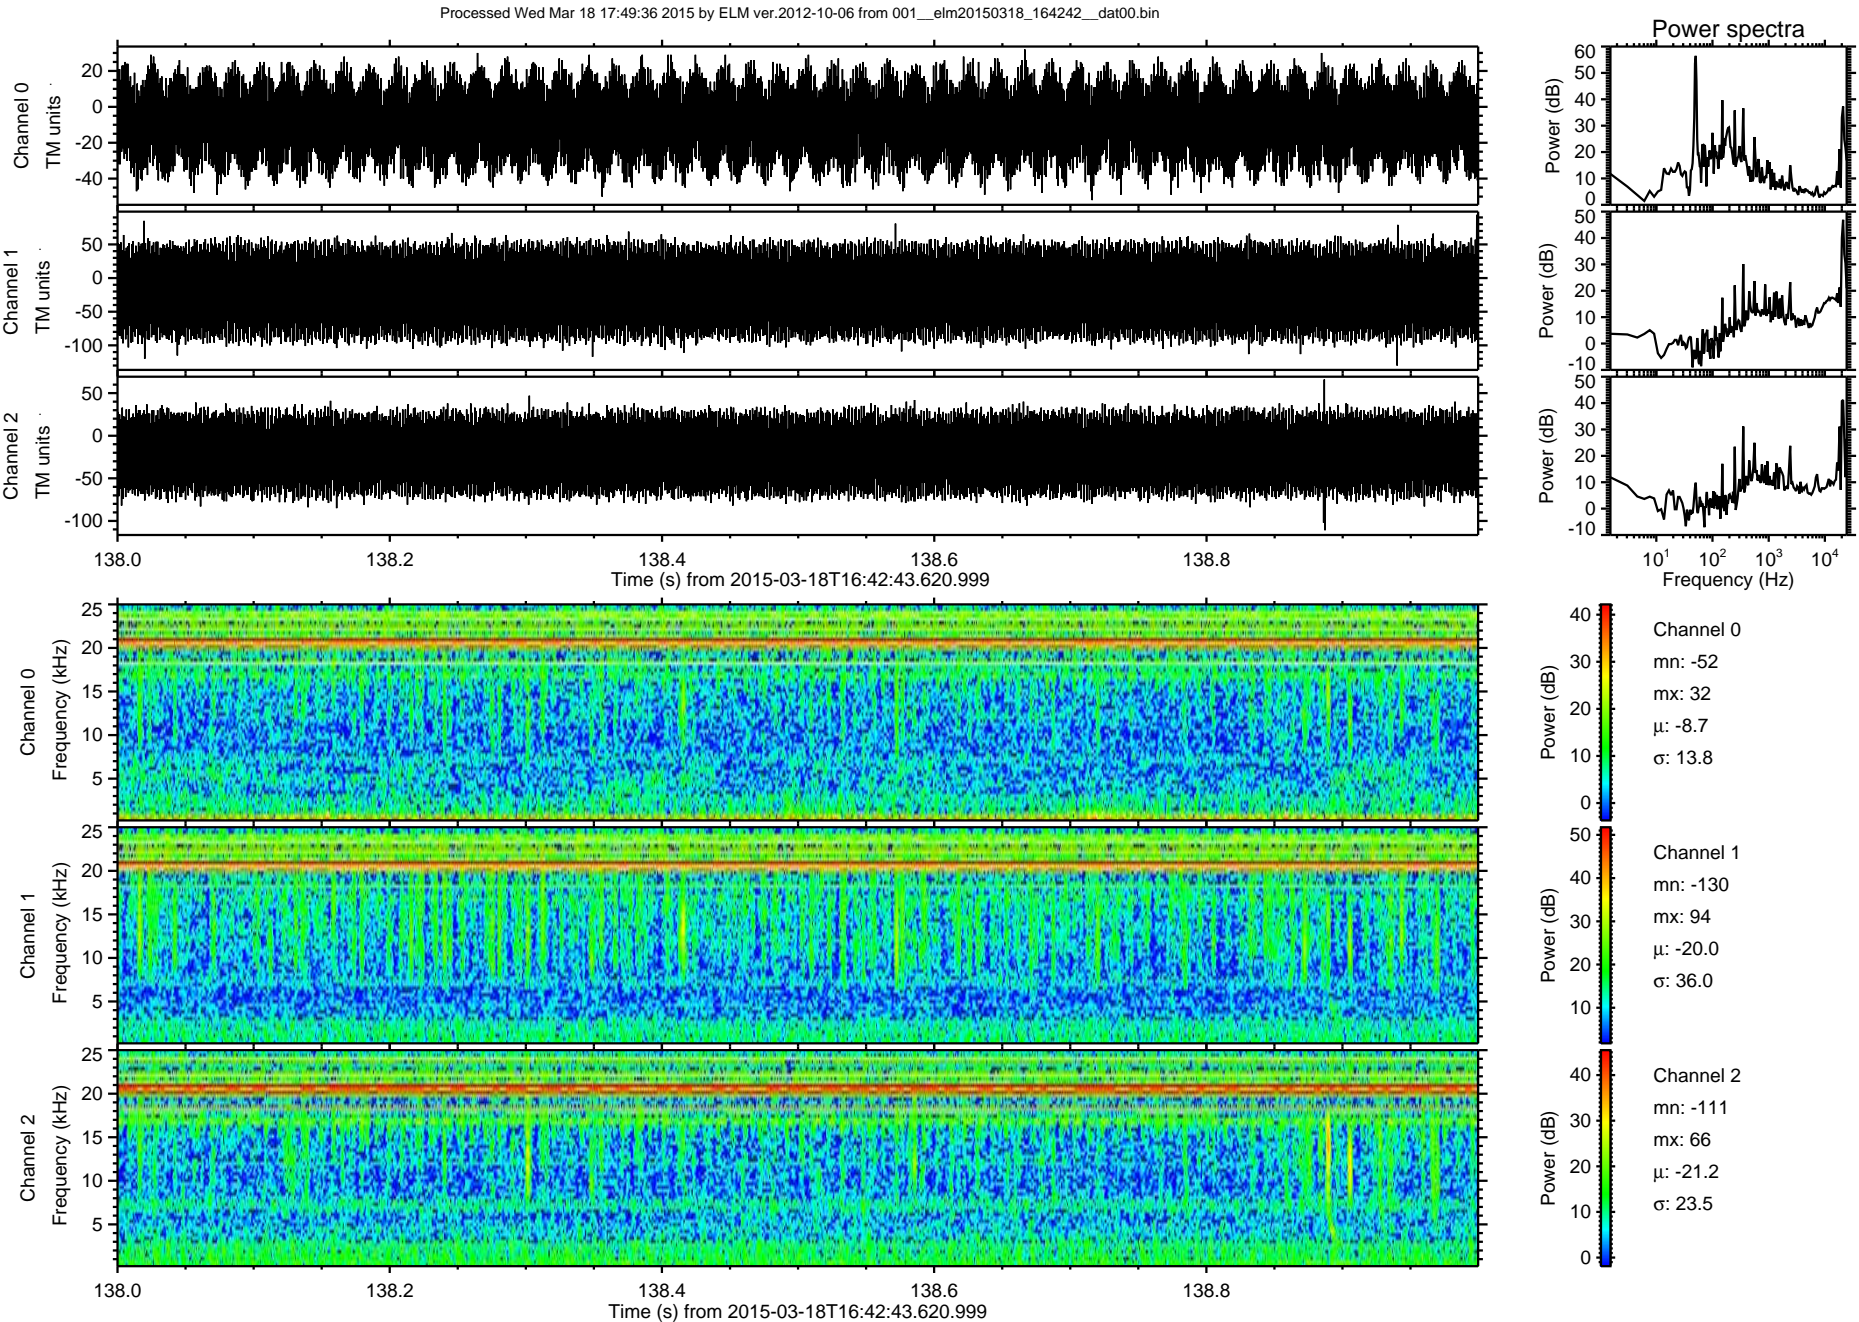 Processed Wed Mar 18 17:49:36 2015 by ELM ver.2012-10-06 from 001__elm20150318_164242__dat00.bin
Power spectra
Channel 0
TM units
20
0
-20
-40
Power (dB)
60
50
40
30
20
10
0
Channel 1
TM units
50
0
-50
-100
Power (dB)
50
40
30
20
10
0
-10
Channel 2
TM units
50
0
-50
-100
Power (dB)
50
40
30
20
10
0
-10
138.0 138.2 138.4 138.6 138.8
Time (s) from 2015-03-18T16:42:43.620.999
10¹ 10² 10³ 10⁴
Frequency (Hz)
Channel 0
Frequency (kHz)
25
20
15
10
5
Power (dB)
40
30
20
10
0
Channel 0
mn: -52
mx: 32
μ: -8.7
σ: 13.8
Channel 1
Frequency (kHz)
25
20
15
10
5
Power (dB)
50
40
30
20
10
Channel 1
mn: -130
mx: 94
μ: -20.0
σ: 36.0
Channel 2
Frequency (kHz)
25
20
15
10
5
Power (dB)
40
30
20
10
0
Channel 2
mn: -111
mx: 66
μ: -21.2
σ: 23.5
138.0 138.2 138.4 138.6 138.8
Time (s) from 2015-03-18T16:42:43.620.999